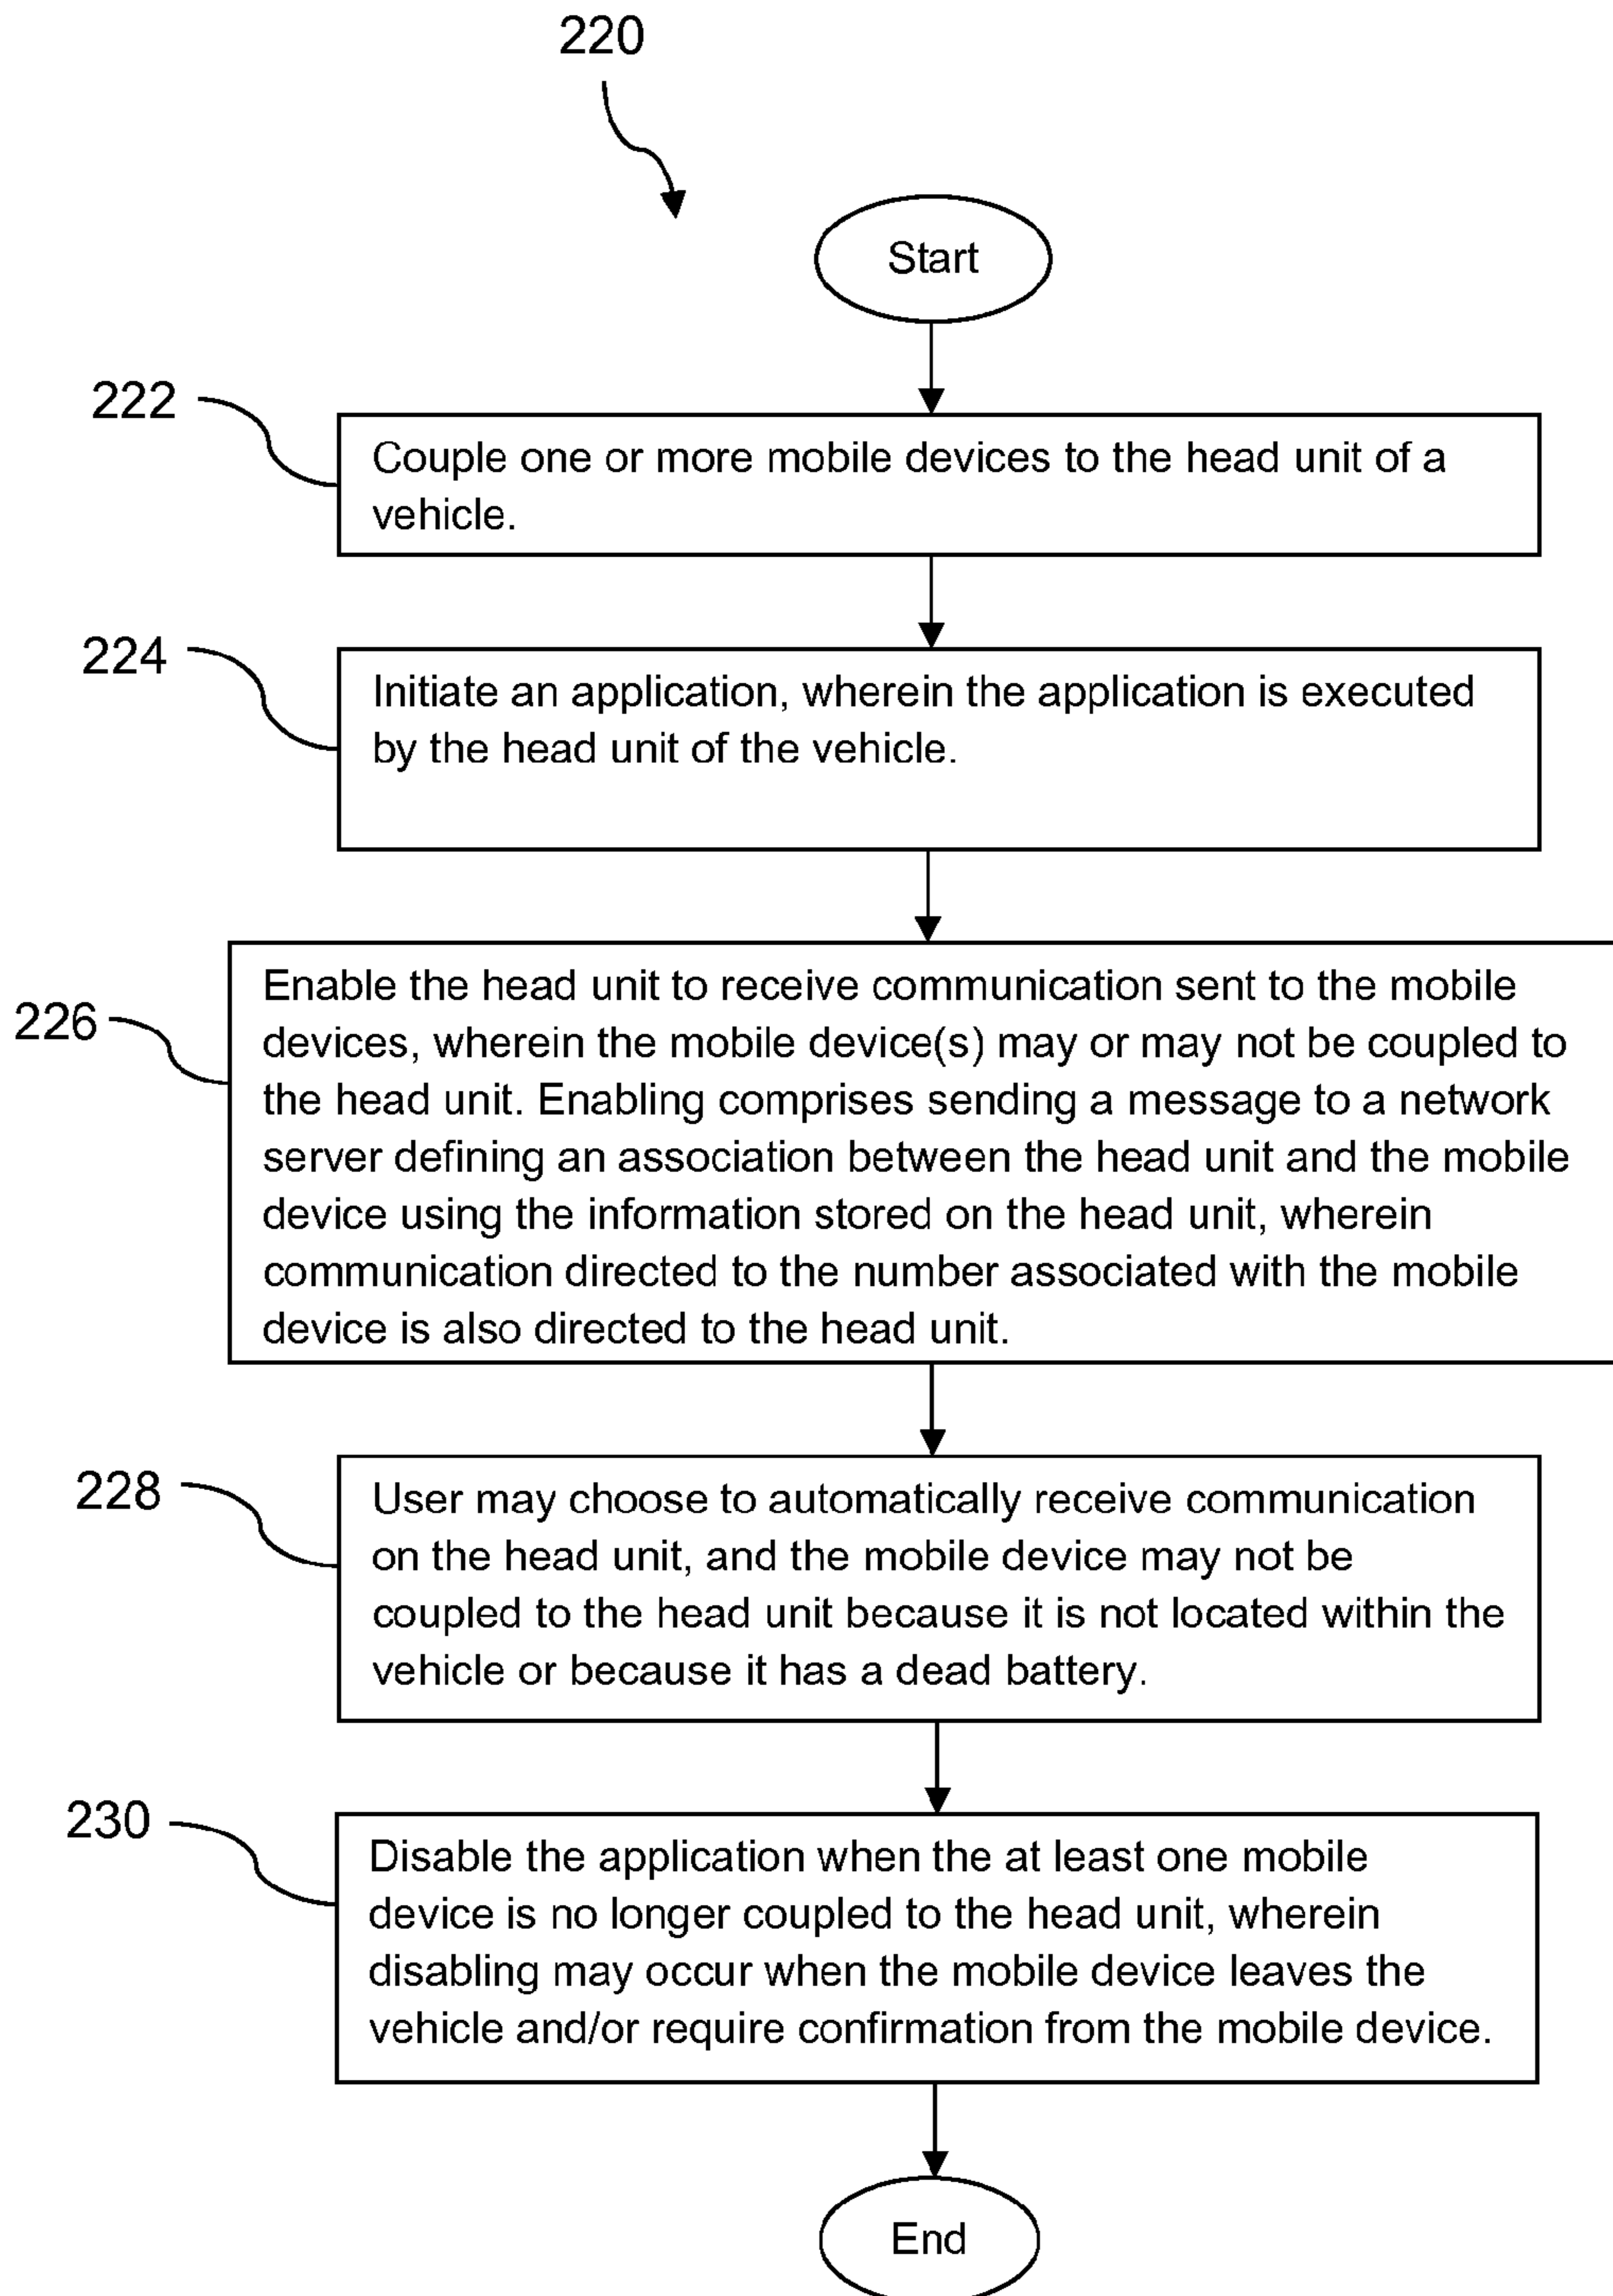 220
Start
222
Couple one or more mobile devices to the head unit of a
vehicle.
224
Initiate an application, wherein the application is executed
by the head unit of the vehicle.
226
Enable the head unit to receive communication sent to the mobile
devices, wherein the mobile device(s) may or may not be coupled to
the head unit. Enabling comprises sending a message to a network
server defining an association between the head unit and the mobile
device using the information stored on the head unit, wherein
communication directed to the number associated with the mobile
device is also directed to the head unit.
228
User may choose to automatically receive communication
on the head unit, and the mobile device may not be
coupled to the head unit because it is not located within the
vehicle or because it has a dead battery.
230
Disable the application when the at least one mobile
device is no longer coupled to the head unit, wherein
disabling may occur when the mobile device leaves the
vehicle and/or require confirmation from the mobile device.
End